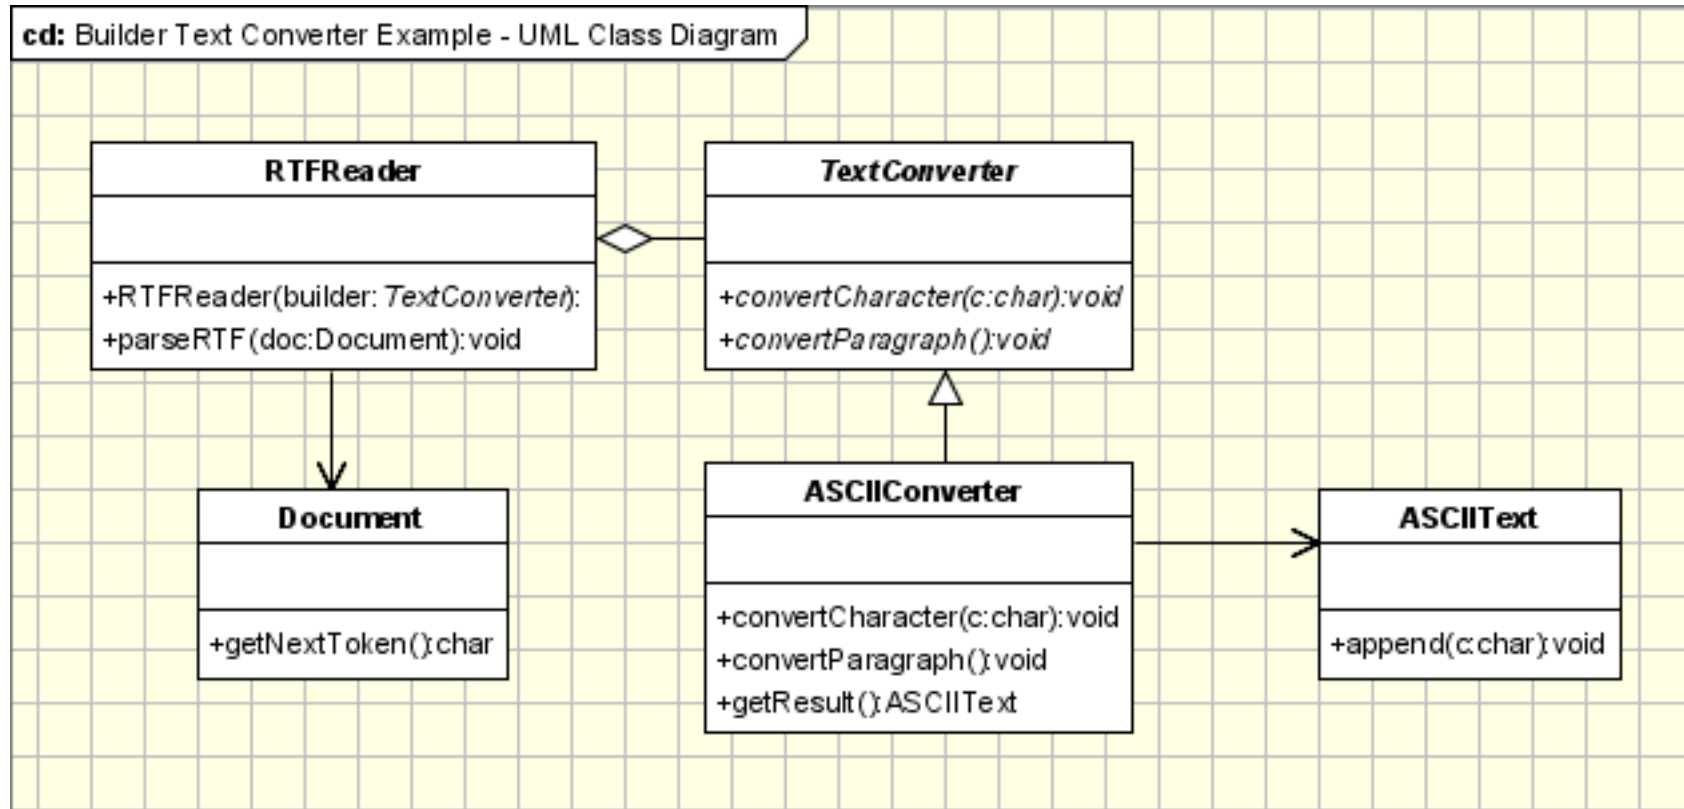 cd: Builder Text Converter Example - UML Class Diagram
RTFReader
+RTFReader(builder: TextConverter):
+parseRTF(doc:Document):void
TextConverter
+convertCharacter(c:char):void
+convertParagraph():void
Document
+getNextToken():char
ASCIIConverter
+convertCharacter(c:char):void
+convertParagraph():void
+getResult():ASCIIText
ASCIIText
+append(c:char):void